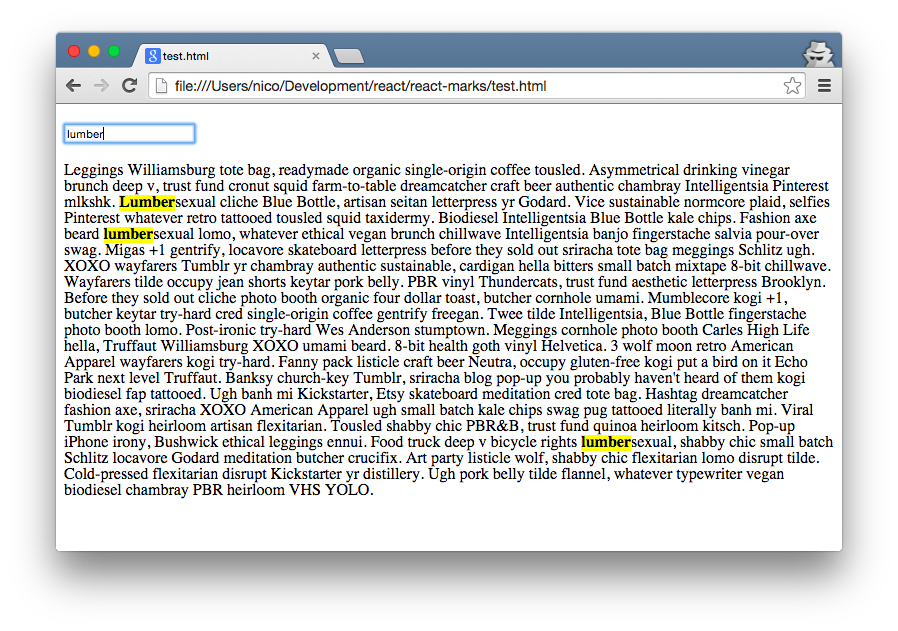 test.html
file:///Users/nico/Development/react/react-marks/test.html
lumber
Leggings Williamsburg tote bag, readymade organic single-origin coffee tousled. Asymmetrical drinking vinegar
brunch deep v, trust fund cronut squid farm-to-table dreamcatcher craft beer authentic chambray Intelligentsia Pinterest
mlkshk. Lumbersexual cliche Blue Bottle, artisan seitan letterpress yr Godard. Vice sustainable normcore plaid, selfies
Pinterest whatever retro tattooed tousled squid taxidermy. Biodiesel Intelligentsia Blue Bottle kale chips. Fashion axe
beard lumbersexual lomo, whatever ethical vegan brunch chillwave Intelligentsia banjo fingerstache salvia pour-over
swag. Migas +1 gentrify, locavore skateboard letterpress before they sold out sriracha tote bag meggings Schlitz ugh.
XOXO wayfarers Tumblr yr chambray authentic sustainable, cardigan hella bitters small batch mixtape 8-bit chillwave.
Wayfarers tilde occupy jean shorts keytar pork belly. PBR vinyl Thundercats, trust fund aesthetic letterpress Brooklyn.
Before they sold out cliche photo booth organic four dollar toast, butcher cornhole umami. Mumblecore kogi +1,
butcher keytar try-hard cred single-origin coffee gentrify freegan. Twee tilde Intelligentsia, Blue Bottle fingerstache
photo booth lomo. Post-ironic try-hard Wes Anderson stumptown. Meggings cornhole photo booth Carles High Life
hella, Truffaut Williamsburg XOXO umami beard. 8-bit health goth vinyl Helvetica. 3 wolf moon retro American
Apparel wayfarers kogi try-hard. Fanny pack listicle craft beer Neutra, occupy gluten-free kogi put a bird on it Echo
Park next level Truffaut. Banksy church-key Tumblr, sriracha blog pop-up you probably haven't heard of them kogi
biodiesel fap tattooed. Ugh banh mi Kickstarter, Etsy skateboard meditation cred tote bag. Hashtag dreamcatcher
fashion axe, sriracha XOXO American Apparel ugh small batch kale chips swag pug tattooed literally banh mi. Viral
Tumblr kogi heirloom artisan flexitarian. Tousled shabby chic PBR&B, trust fund quinoa heirloom kitsch. Pop-up
iPhone irony, Bushwick ethical leggings ennui. Food truck deep v bicycle rights lumbersexual, shabby chic small batch
Schlitz locavore Godard meditation butcher crucifix. Art party listicle wolf, shabby chic flexitarian lomo disrupt tilde.
Cold-pressed flexitarian disrupt Kickstarter yr distillery. Ugh pork belly tilde flannel, whatever typewriter vegan
biodiesel chambray PBR heirloom VHS YOLO.